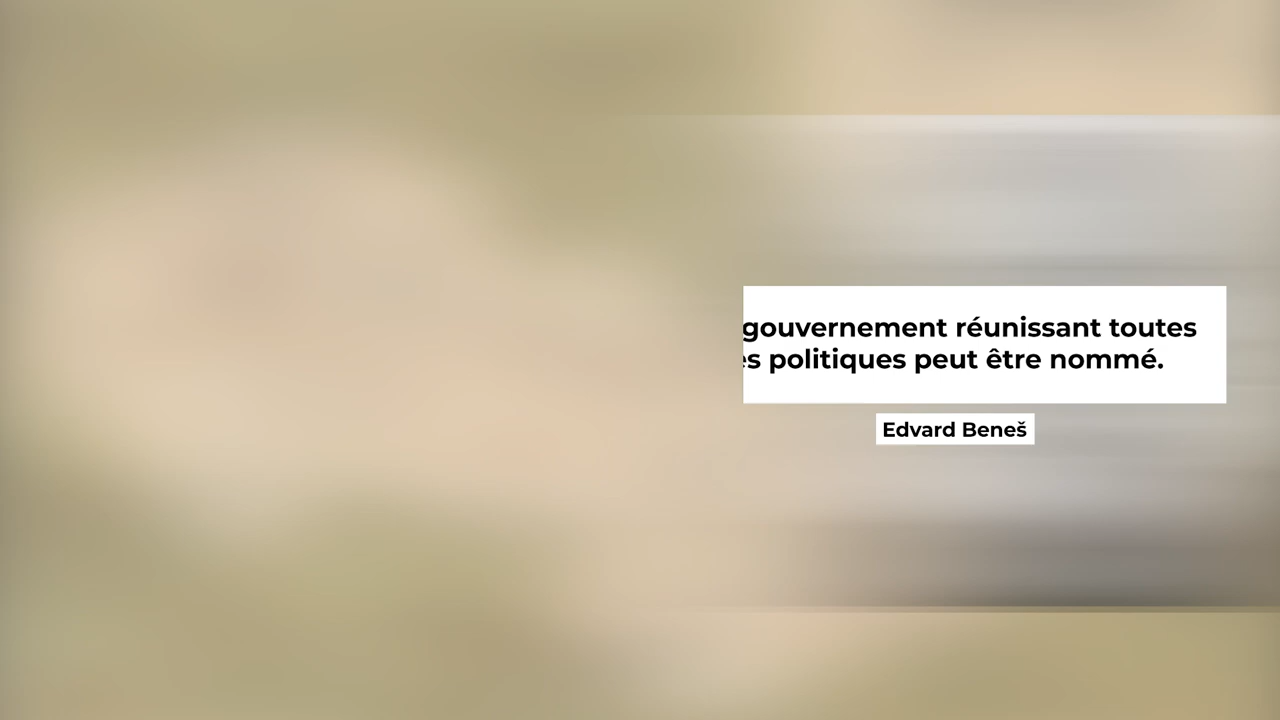 gouvernement réunissant toutes
politiques peut être nommé.
Edvard Beneš